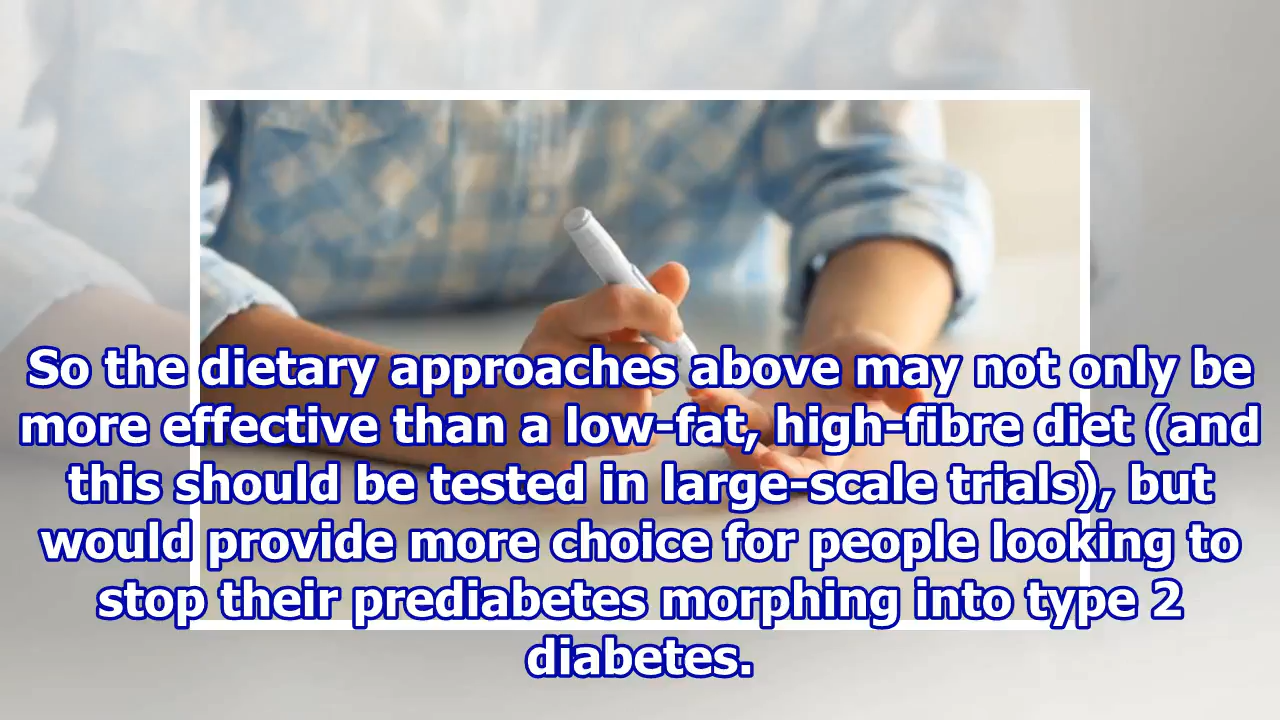 So the dietary approaches above may not only be
more effective than a low-fat, high-fibre diet (and
this should be tested in large-scale trials), but
would provide more choice for people looking to
stop their prediabetes morphing into type 2
diabetes.